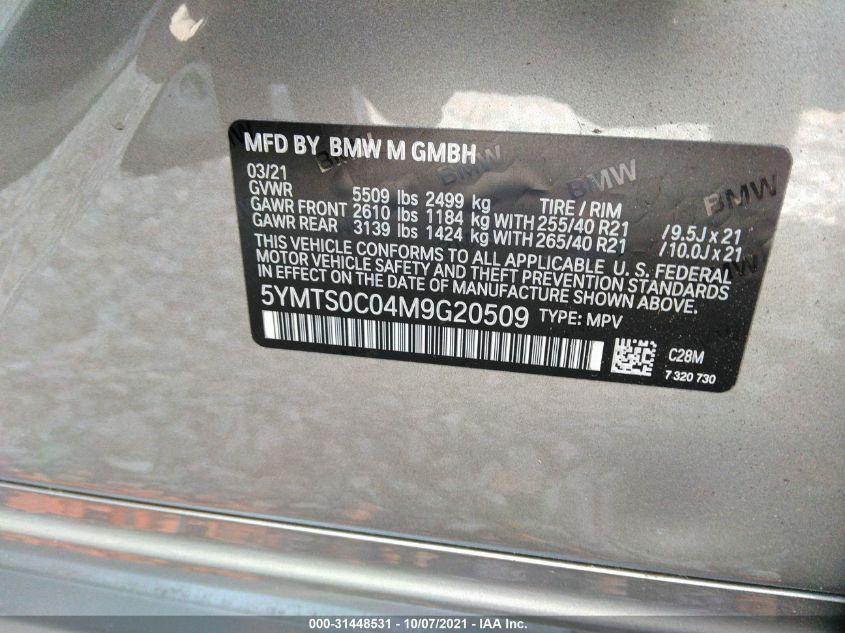 MFD BY BMW M GMBH
03/21
GVWR 5509 lbs 2499 kg TIRE / RIM
GAWR FRONT 2610 lbs 1184 kg WITH 255/40 R21 /9.5J x 21
GAWR REAR 3139 lbs 1424 kg WITH 265/40 R21 /10.0J x 21
THIS VEHICLE CONFORMS TO ALL APPLICABLE U. S. FEDERAL
MOTOR VEHICLE SAFETY AND THEFT PREVENTION STANDARDS
IN EFFECT ON THE DATE OF MANUFACTURE SHOWN ABOVE.
5YMTS0C04M9G20509 TYPE: MPV
C28M
7 320 730
BMW
BMW
BMW
BMW
000-31448531 - 10/07/2021 - IAA Inc.